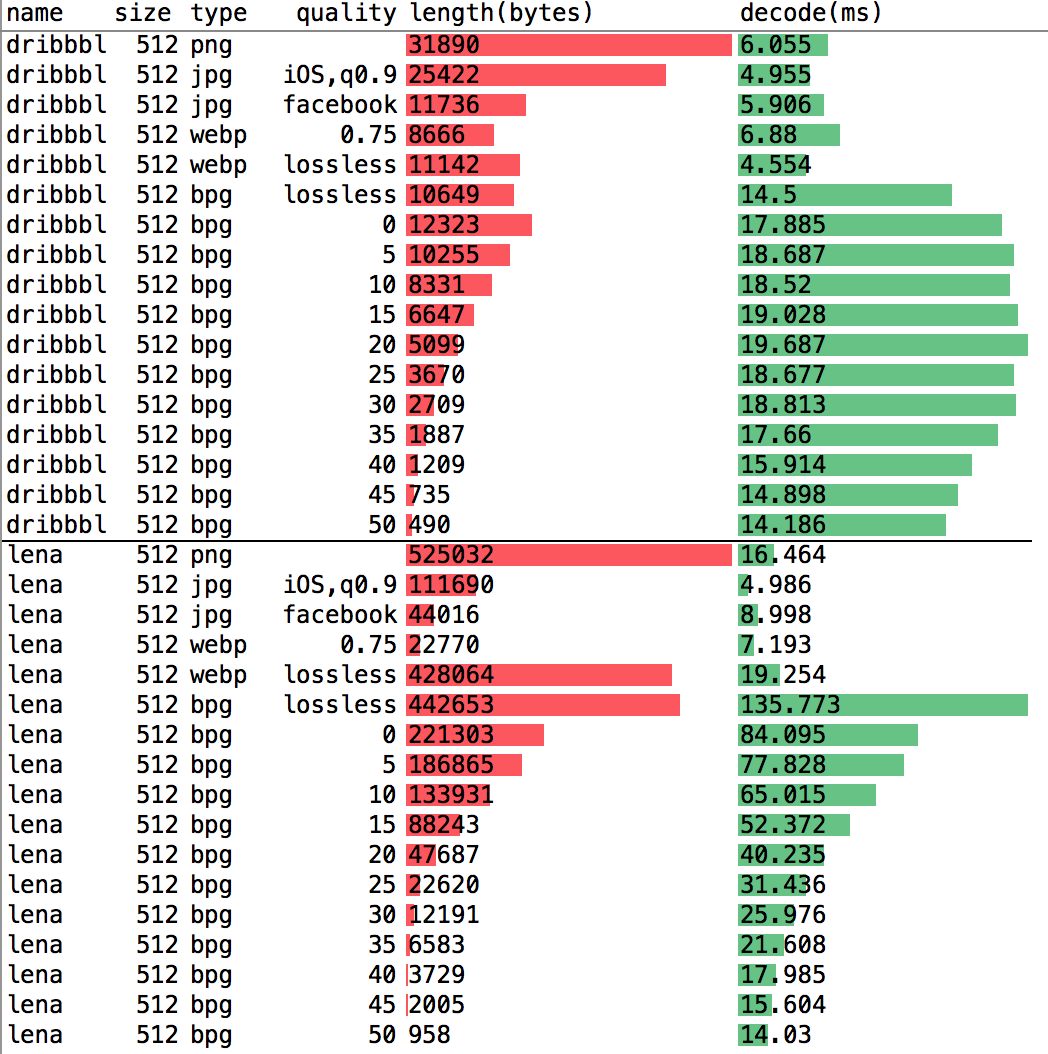 name size type quality length(bytes) decode(ms)
dribbbl 512 png 31890 6.055
dribbbl 512 jpg iOS,q0.9 25422 4.955
dribbbl 512 jpg facebook 11736 5.906
dribbbl 512 webp 0.75 8666 6.88
dribbbl 512 webp lossless 11142 4.554
dribbbl 512 bpg lossless 10649 14.5
dribbbl 512 bpg 0 12323 17.885
dribbbl 512 bpg 5 10255 18.687
dribbbl 512 bpg 10 8331 18.52
dribbbl 512 bpg 15 6647 19.028
dribbbl 512 bpg 20 5099 19.687
dribbbl 512 bpg 25 3670 18.677
dribbbl 512 bpg 30 2709 18.813
dribbbl 512 bpg 35 1887 17.66
dribbbl 512 bpg 40 1209 15.914
dribbbl 512 bpg 45 735 14.898
dribbbl 512 bpg 50 490 14.186
lena 512 png 525032 16.464
lena 512 jpg iOS,q0.9 111690 4.986
lena 512 jpg facebook 44016 8.998
lena 512 webp 0.75 22770 7.193
lena 512 webp lossless 428064 19.254
lena 512 bpg lossless 442653 135.773
lena 512 bpg 0 221303 84.095
lena 512 bpg 5 186865 77.828
lena 512 bpg 10 133931 65.015
lena 512 bpg 15 88243 52.372
lena 512 bpg 20 47687 40.235
lena 512 bpg 25 22620 31.436
lena 512 bpg 30 12191 25.976
lena 512 bpg 35 6583 21.608
lena 512 bpg 40 3729 17.985
lena 512 bpg 45 2005 15.604
lena 512 bpg 50 958 14.03